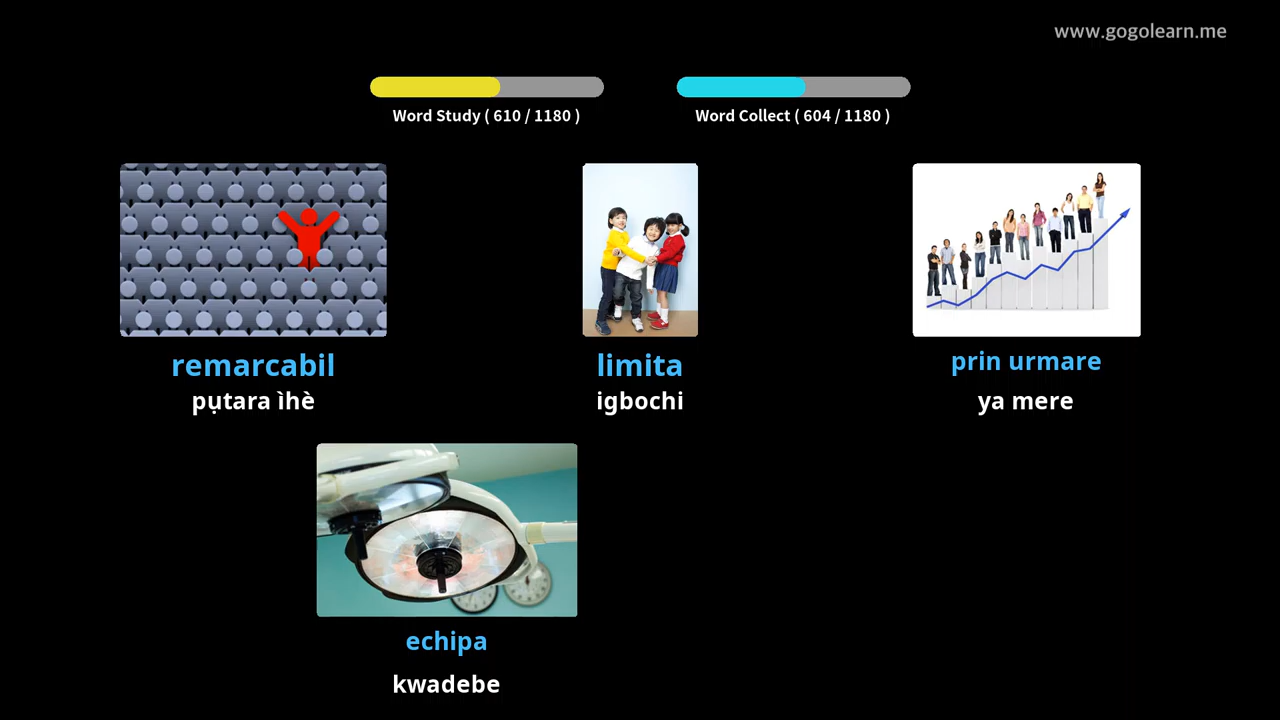 www.gogolearn.me
Word Study ( 610 / 1180 )
Word Collect ( 604 / 1180 )
remarcabil
pụtara ìhè
limita
igbochi
prin urmare
ya mere
echipa
kwadebe